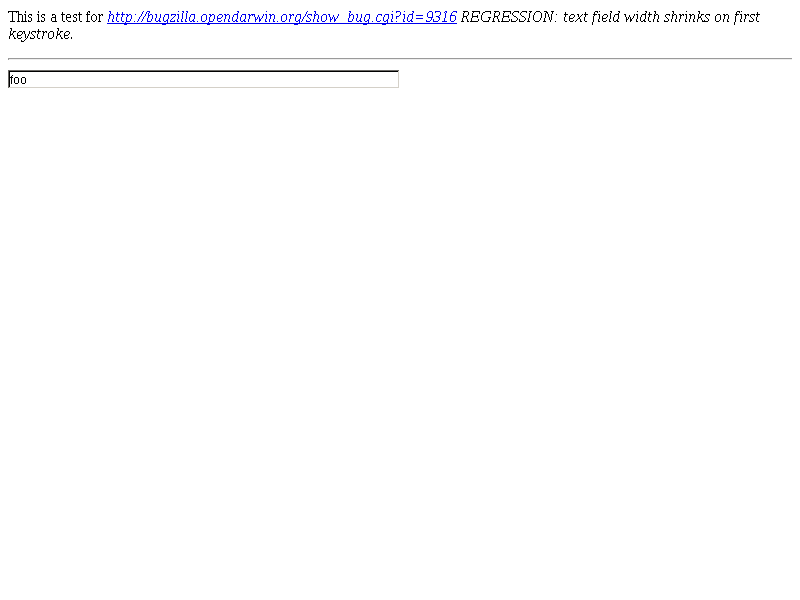 This is a test for http://bugzilla.opendarwin.org/show_bug.cgi?id=9316 REGRESSION: text field width shrinks on first
keystroke.
foo